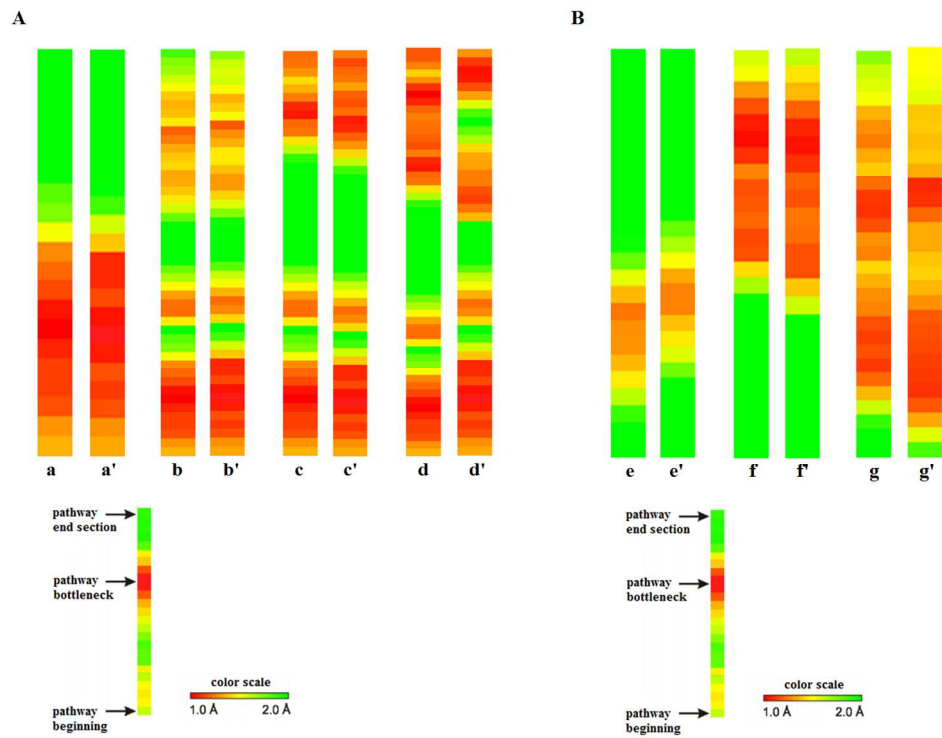 A
B
a a' b b' c c' d d'
e e' f f' g g'
pathway
end section
pathway
bottleneck
pathway
beginning
color scale
1.0 Å 2.0 Å
pathway
end section
pathway
bottleneck
pathway
beginning
color scale
1.0 Å 2.0 Å